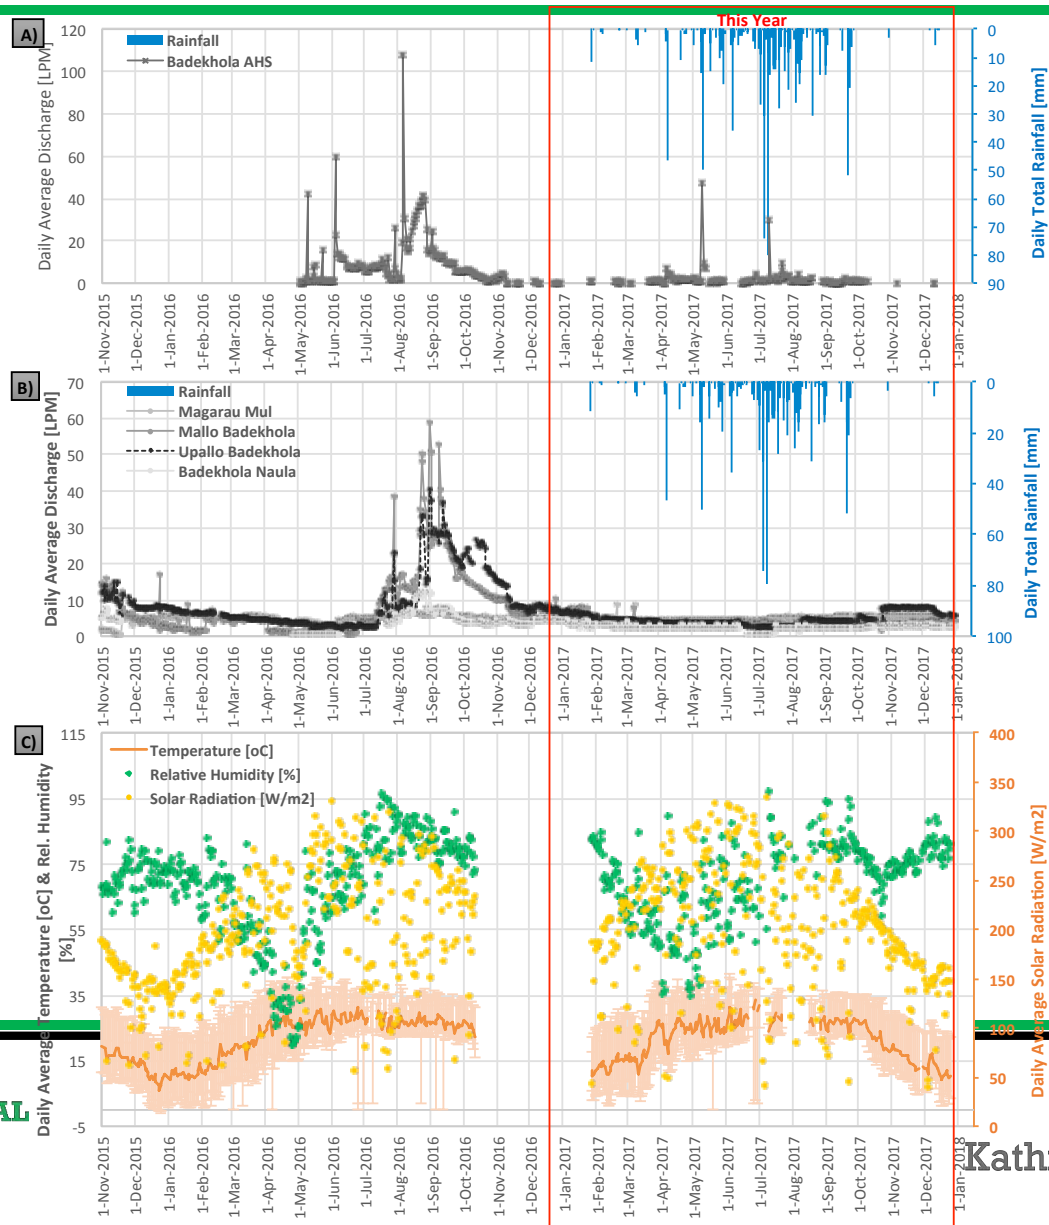 This Year
A)
Daily Average Discharge [LPM]
120
100
80
60
40
20
0
Rainfall
Badekhola AHS
0
10
20
30
40
50
60
70
80
90
Daily Total Rainfall [mm]
1-Nov-2015
1-Dec-2015
1-Jan-2016
1-Feb-2016
1-Mar-2016
1-Apr-2016
1-May-2016
1-Jun-2016
1-Jul-2016
1-Aug-2016
1-Sep-2016
1-Oct-2016
1-Nov-2016
1-Dec-2016
1-Jan-2017
1-Feb-2017
1-Mar-2017
1-Apr-2017
1-May-2017
1-Jun-2017
1-Jul-2017
1-Aug-2017
1-Sep-2017
1-Oct-2017
1-Nov-2017
1-Dec-2017
1-Jan-2018
B)
Daily Average Discharge [LPM]
70
60
50
40
30
20
10
0
Rainfall
Magarau Mul
Mallo Badekhola
Upallo Badekhola
Badekhola Naula
0
20
40
60
80
100
Daily Total Rainfall [mm]
1-Nov-2015
1-Dec-2015
1-Jan-2016
1-Feb-2016
1-Mar-2016
1-Apr-2016
1-May-2016
1-Jun-2016
1-Jul-2016
1-Aug-2016
1-Sep-2016
1-Oct-2016
1-Nov-2016
1-Dec-2016
1-Jan-2017
1-Feb-2017
1-Mar-2017
1-Apr-2017
1-May-2017
1-Jun-2017
1-Jul-2017
1-Aug-2017
1-Sep-2017
1-Oct-2017
1-Nov-2017
1-Dec-2017
1-Jan-2018
C)
Daily Average Temperature [oC] & Rel. Humidity
[%]
115
95
75
55
35
15
-5
Temperature [oC]
Relative Humidity [%]
Solar Radiation [W/m2]
400
350
300
250
200
150
100
50
0
Daily Average Solar Radiation [W/m2]
1-Nov-2015
1-Dec-2015
1-Jan-2016
1-Feb-2016
1-Mar-2016
1-Apr-2016
1-May-2016
1-Jun-2016
1-Jul-2016
1-Aug-2016
1-Sep-2016
1-Oct-2016
1-Nov-2016
1-Dec-2016
1-Jan-2017
1-Feb-2017
1-Mar-2017
1-Apr-2017
1-May-2017
1-Jun-2017
1-Jul-2017
1-Aug-2017
1-Sep-2017
1-Oct-2017
1-Nov-2017
1-Dec-2017
1-Jan-2018
AL
Kath